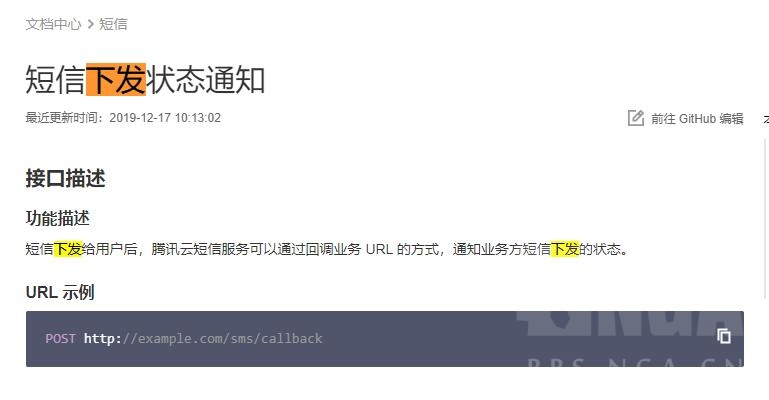 文档中心 > 短信
短信下发状态通知
最近更新时间：2019-12-17 10:13:02
前往 GitHub 编辑
接口描述
功能描述
短信下发给用户后，腾讯云短信服务可以通过回调业务 URL 的方式，通知业务方短信下发的状态。
URL 示例
POST http://example.com/sms/callback
NGA
BBS.NGA.CN